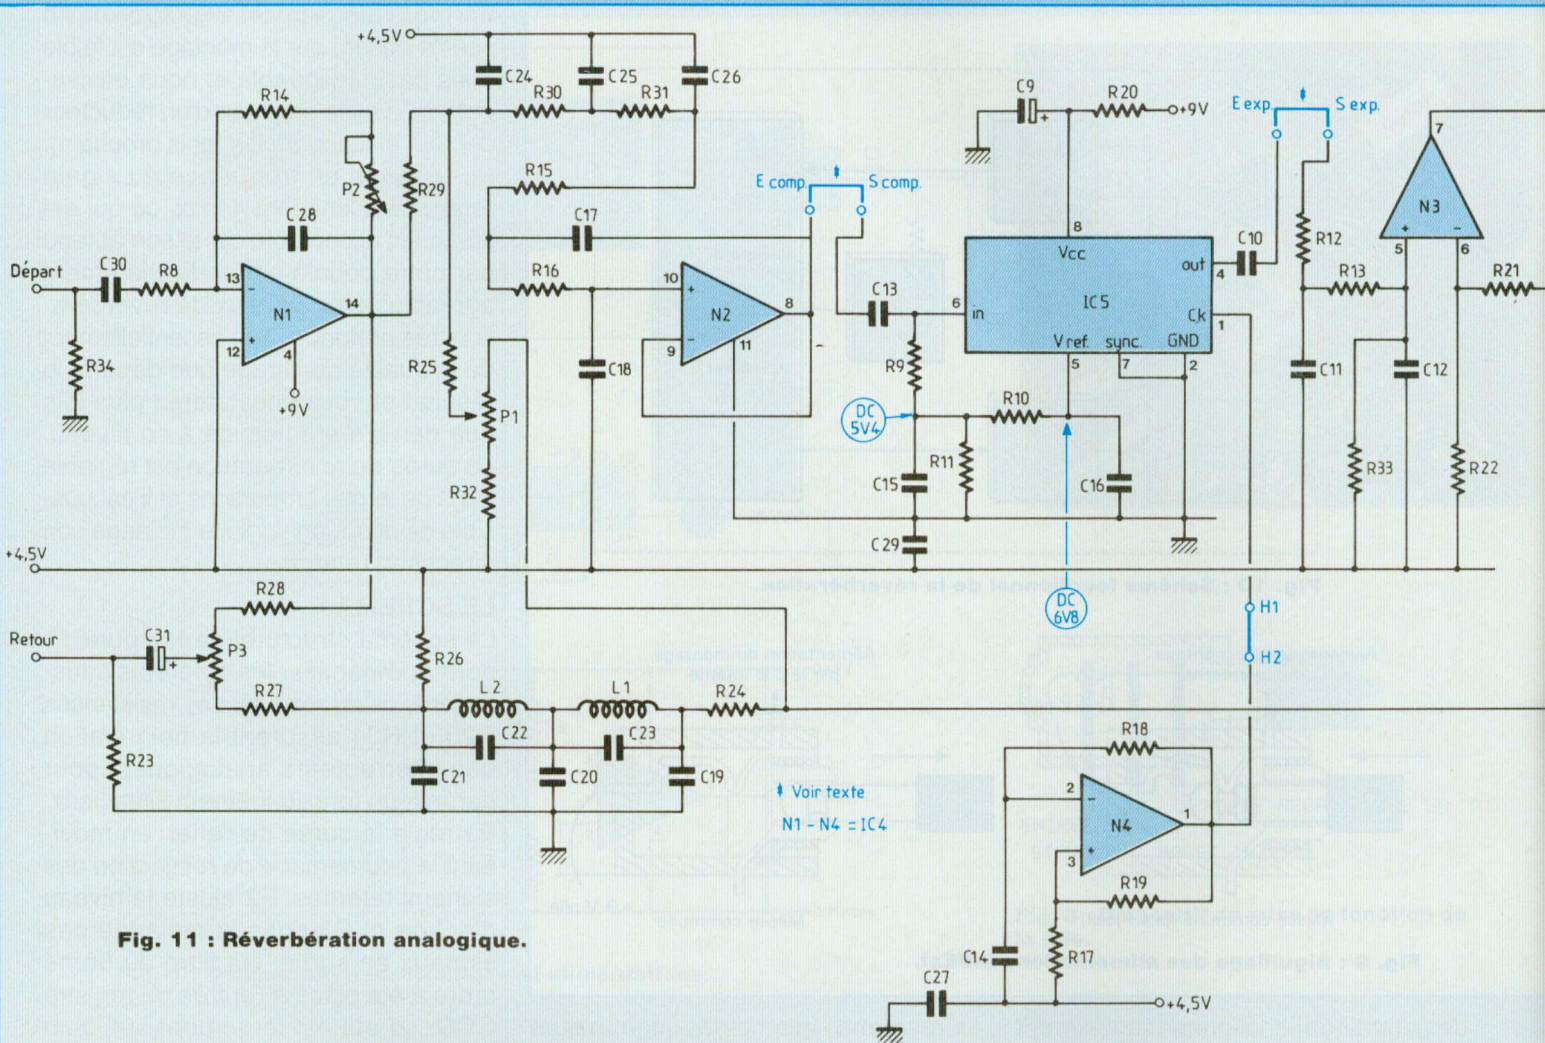 +4,5V
C24
C25
C26
R14
R30
R31
P2
R29
R15
C28
C17
E comp.
‡
S comp.
C9
+
R20
+9V
E exp.
‡
S exp.
7
N3
+
-
5
6
8
Vcc
out
4
C10
R12
R13
R21
IC5
Départ
C30
R8
13
-
N1
14
12
+
4
+9V
R34
R16
10
+
N2
8
9
-
11
C13
6
in
Ck
1
V ref.
sync.
GND
5
7
2
R25
P1
C18
R9
C11
C12
DC
5V4
R10
R11
C15
C16
R33
R22
R32
C29
+4,5V
DC
6V8
H1
H2
R28
Retour
C31
+
P3
R26
R27
L2
L1
R24
C22
C23
R23
C21
C20
C19
‡ Voir texte
N1 - N4 = IC4
R18
2
-
N4
1
+
3
R19
C14
R17
C27
+4,5V
Fig. 11 : Réverbération analogique.